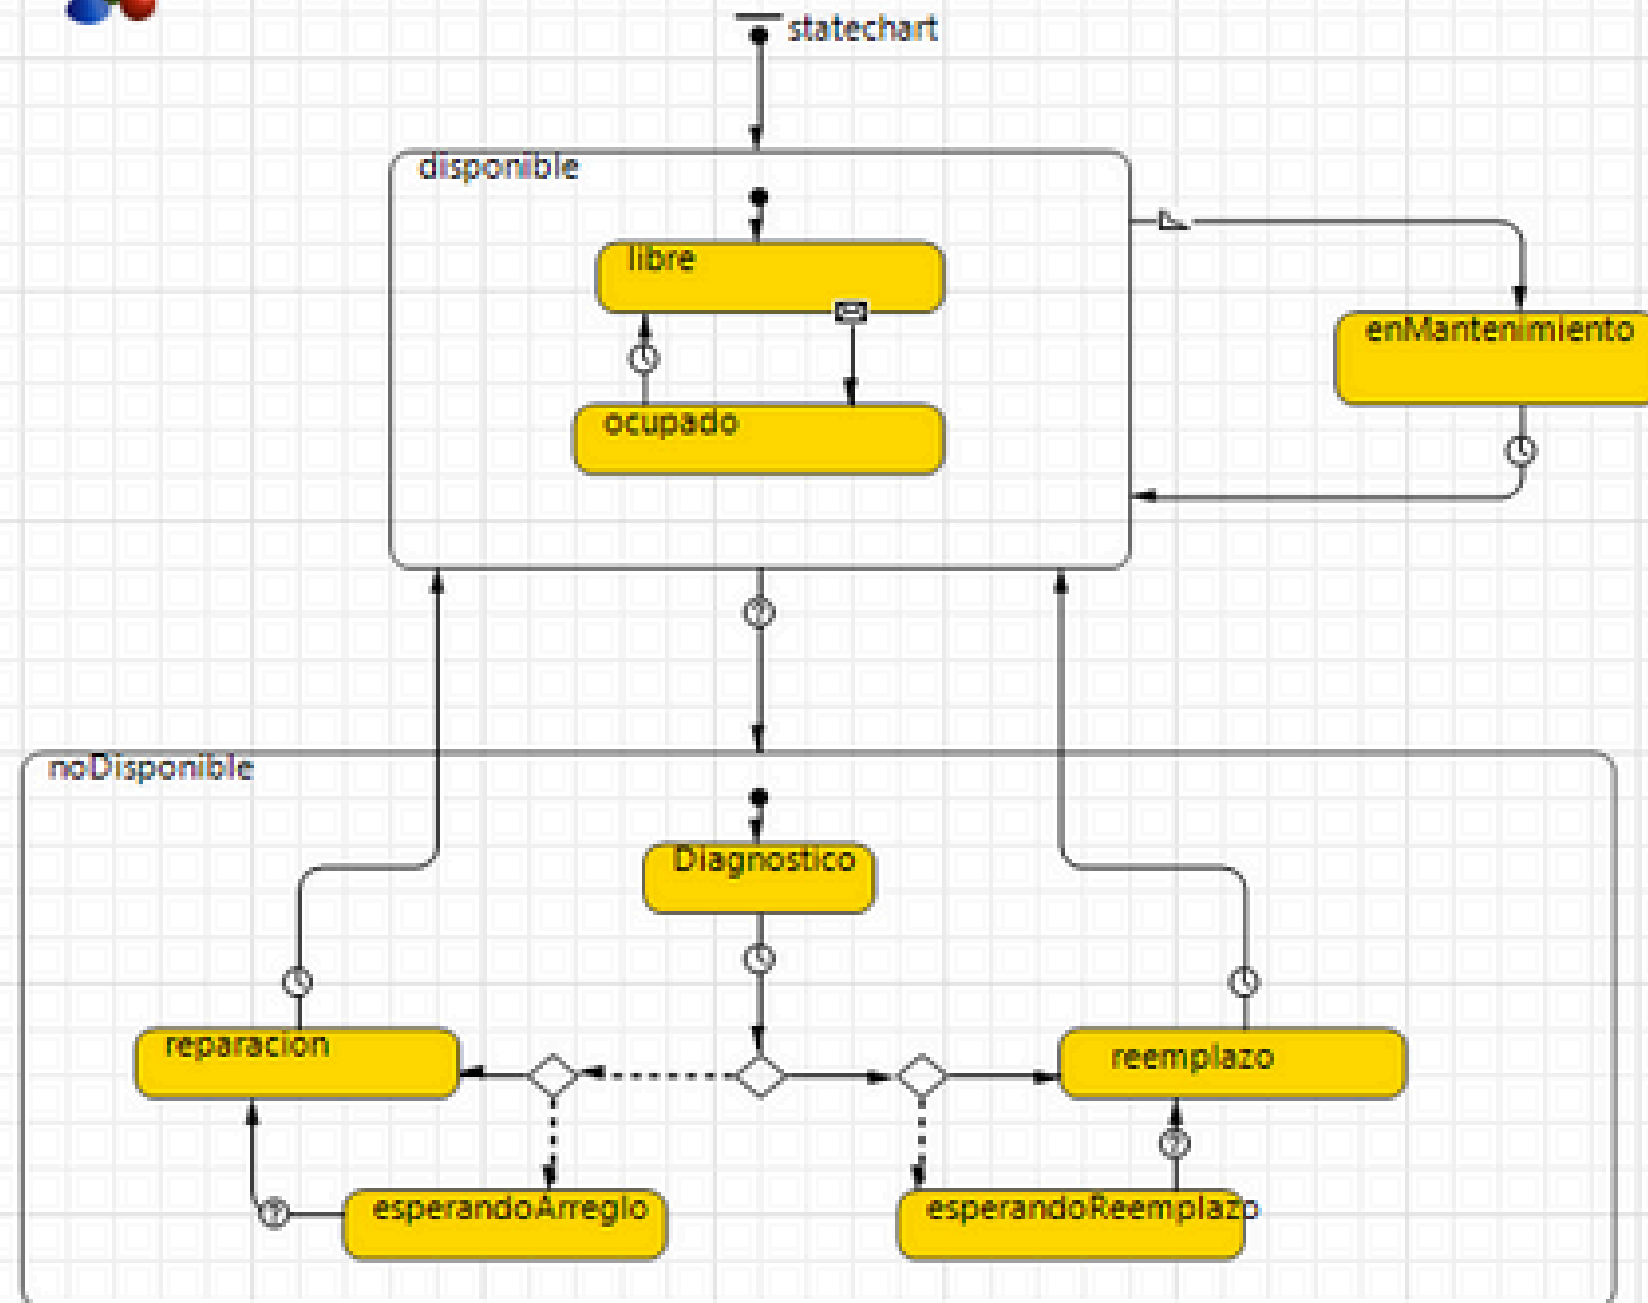 statechart
disponible
libre
enMantenimiento
ocupado
noDisponible
Diagnostico
reparacion
reemplazo
esperandoArreglo
esperandoReemplazo